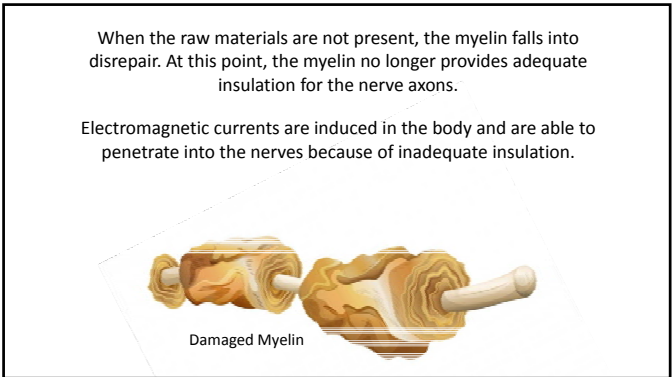 When the raw materials are not present, the myelin falls into
disrepair. At this point, the myelin no longer provides adequate
insulation for the nerve axons.
Electromagnetic currents are induced in the body and are able to
penetrate into the nerves because of inadequate insulation.
Damaged Myelin